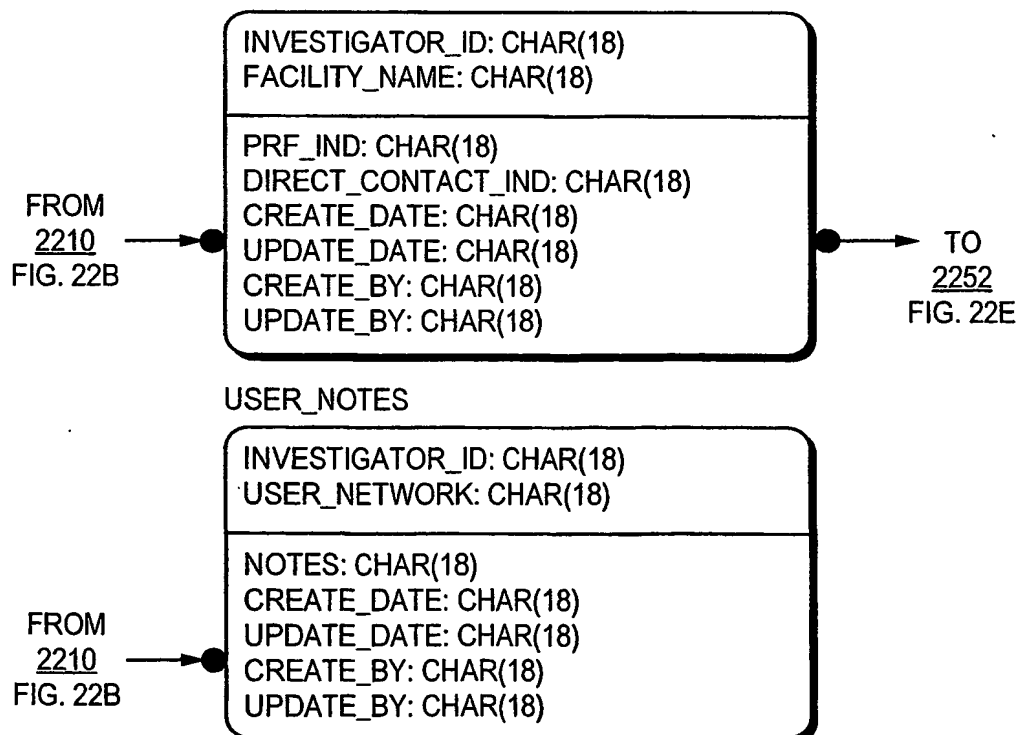 INVESTIGATOR_ID: CHAR(18)
FACILITY_NAME: CHAR(18)
PRF_IND: CHAR(18)
DIRECT_CONTACT_IND: CHAR(18)
CREATE_DATE: CHAR(18)
UPDATE_DATE: CHAR(18)
CREATE_BY: CHAR(18)
UPDATE_BY: CHAR(18)
FROM
2210
FIG. 22B
TO
2252
FIG. 22E
USER_NOTES
INVESTIGATOR_ID: CHAR(18)
USER_NETWORK: CHAR(18)
NOTES: CHAR(18)
CREATE_DATE: CHAR(18)
UPDATE_DATE: CHAR(18)
CREATE_BY: CHAR(18)
UPDATE_BY: CHAR(18)
FROM
2210
FIG. 22B